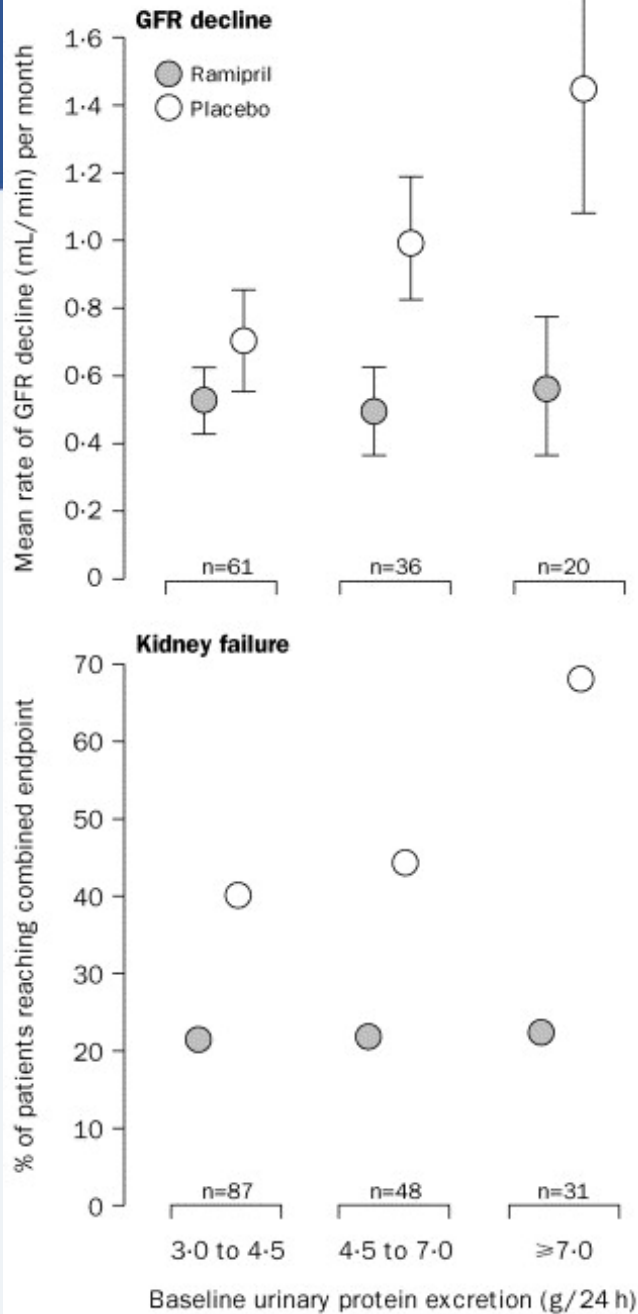 GFR decline
Mean rate of GFR decline (mL/min) per month
1·6
1·4
1·2
1·0
0·8
0·6
0·4
0·2
0
Ramipril
Placebo
n=61 n=36 n=20
Kidney failure
% of patients reaching combined endpoint
70
60
50
40
30
20
10
0
n=87 n=48 n=31
3·0 to 4·5 4·5 to 7·0 ≥7·0
Baseline urinary protein excretion (g/24 h)